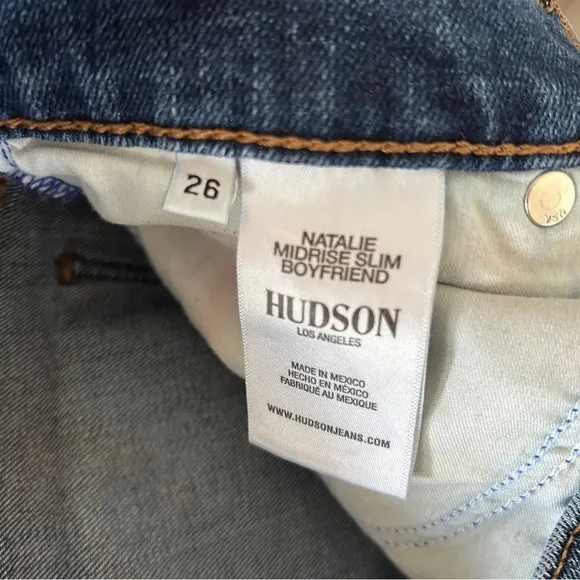 26
NATALIE
MIDRISE SLIM
BOYFRIEND
HUDSON
LOS ANGELES
MADE IN MEXICO
HECHO EN MÉXICO
FABRIQUÉ AU MEXIQUE
WWW.HUDSONJEANS.COM